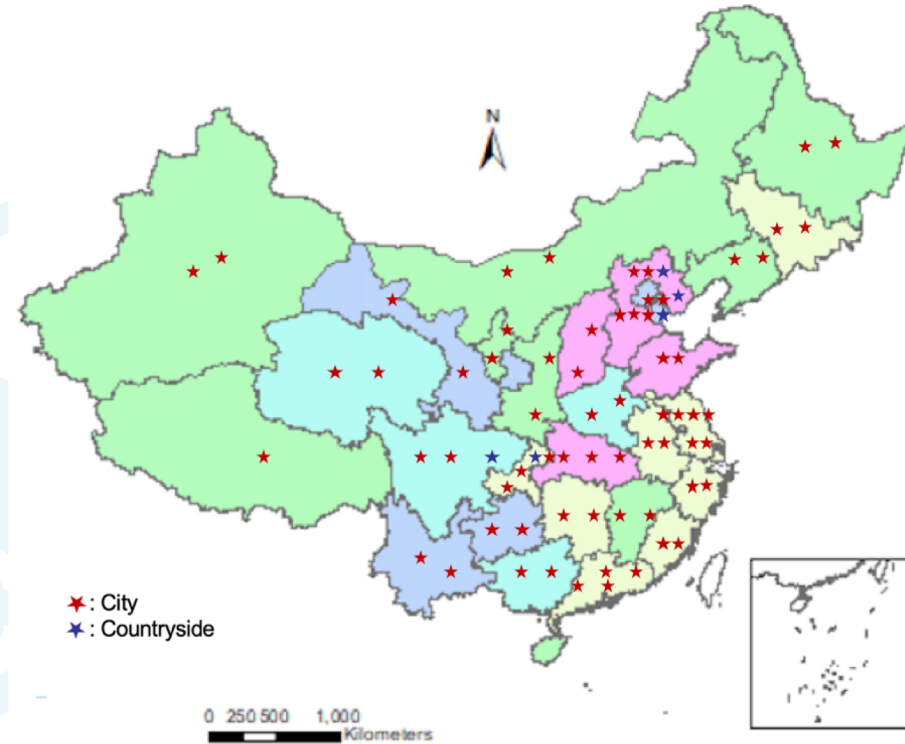 N
★ : City
★ : Countryside
0 250 500 1,000
Kilometers